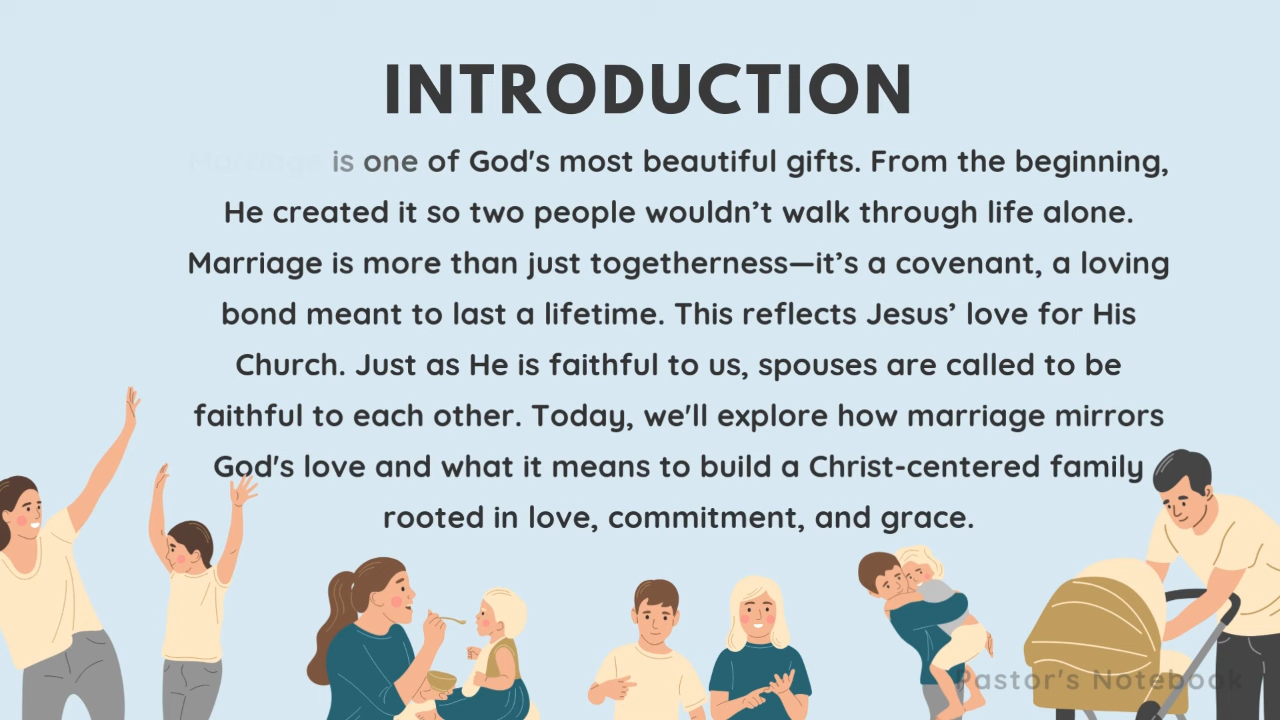 INTRODUCTION
Marriage is one of God's most beautiful gifts. From the beginning,
He created it so two people wouldn’t walk through life alone.
Marriage is more than just togetherness—it’s a covenant, a loving
bond meant to last a lifetime. This reflects Jesus’ love for His
Church. Just as He is faithful to us, spouses are called to be
faithful to each other. Today, we'll explore how marriage mirrors
God's love and what it means to build a Christ-centered family
rooted in love, commitment, and grace.
Pastor's Notebook